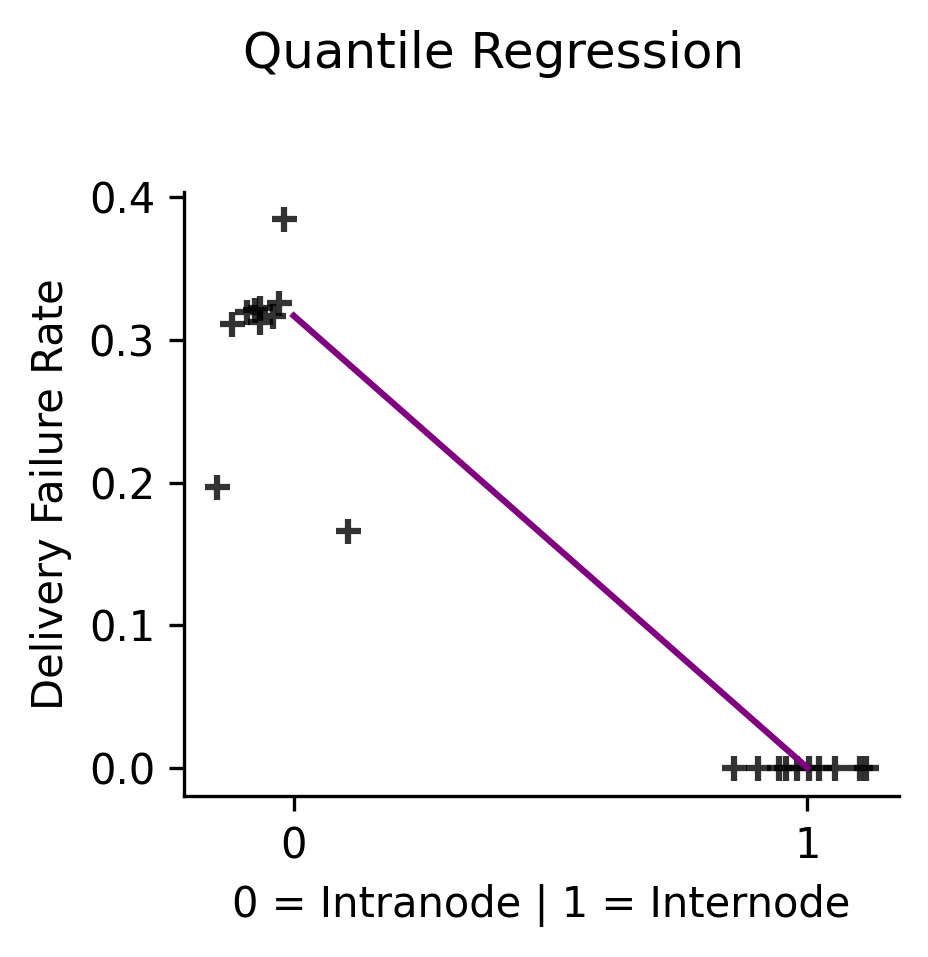 Quantile Regression
Delivery Failure Rate
0.4
0.3
0.2
0.1
0.0
0 1
0 = Intranode | 1 = Internode